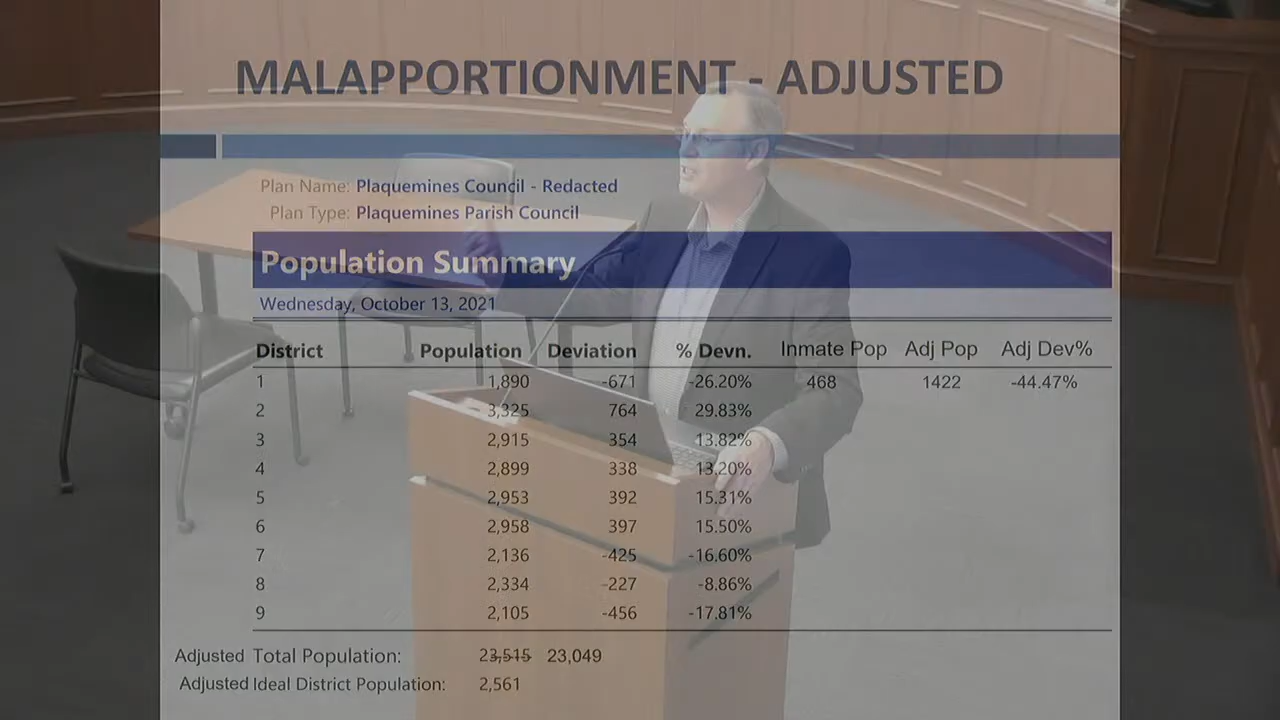 MALAPPORTIONMENT - ADJUSTED
Plan Name: Plaquemines Council - Redacted
Plan Type: Plaquemines Parish Council
Population Summary
Wednesday, October 13, 2021
District Population Deviation % Devn. Inmate Pop Adj Pop Adj Dev%
1 1,890 -671 -26.20% 468 1422 -44.47%
2 3,325 764 29.83%
3 2,915 354 13.82%
4 2,899 338 13.20%
5 2,953 392 15.31%
6 2,958 397 15.50%
7 2,136 -425 -16.60%
8 2,334 -227 -8.86%
9 2,105 -456 -17.81%
Adjusted Total Population: 23,515 23,049
Adjusted Ideal District Population: 2,561